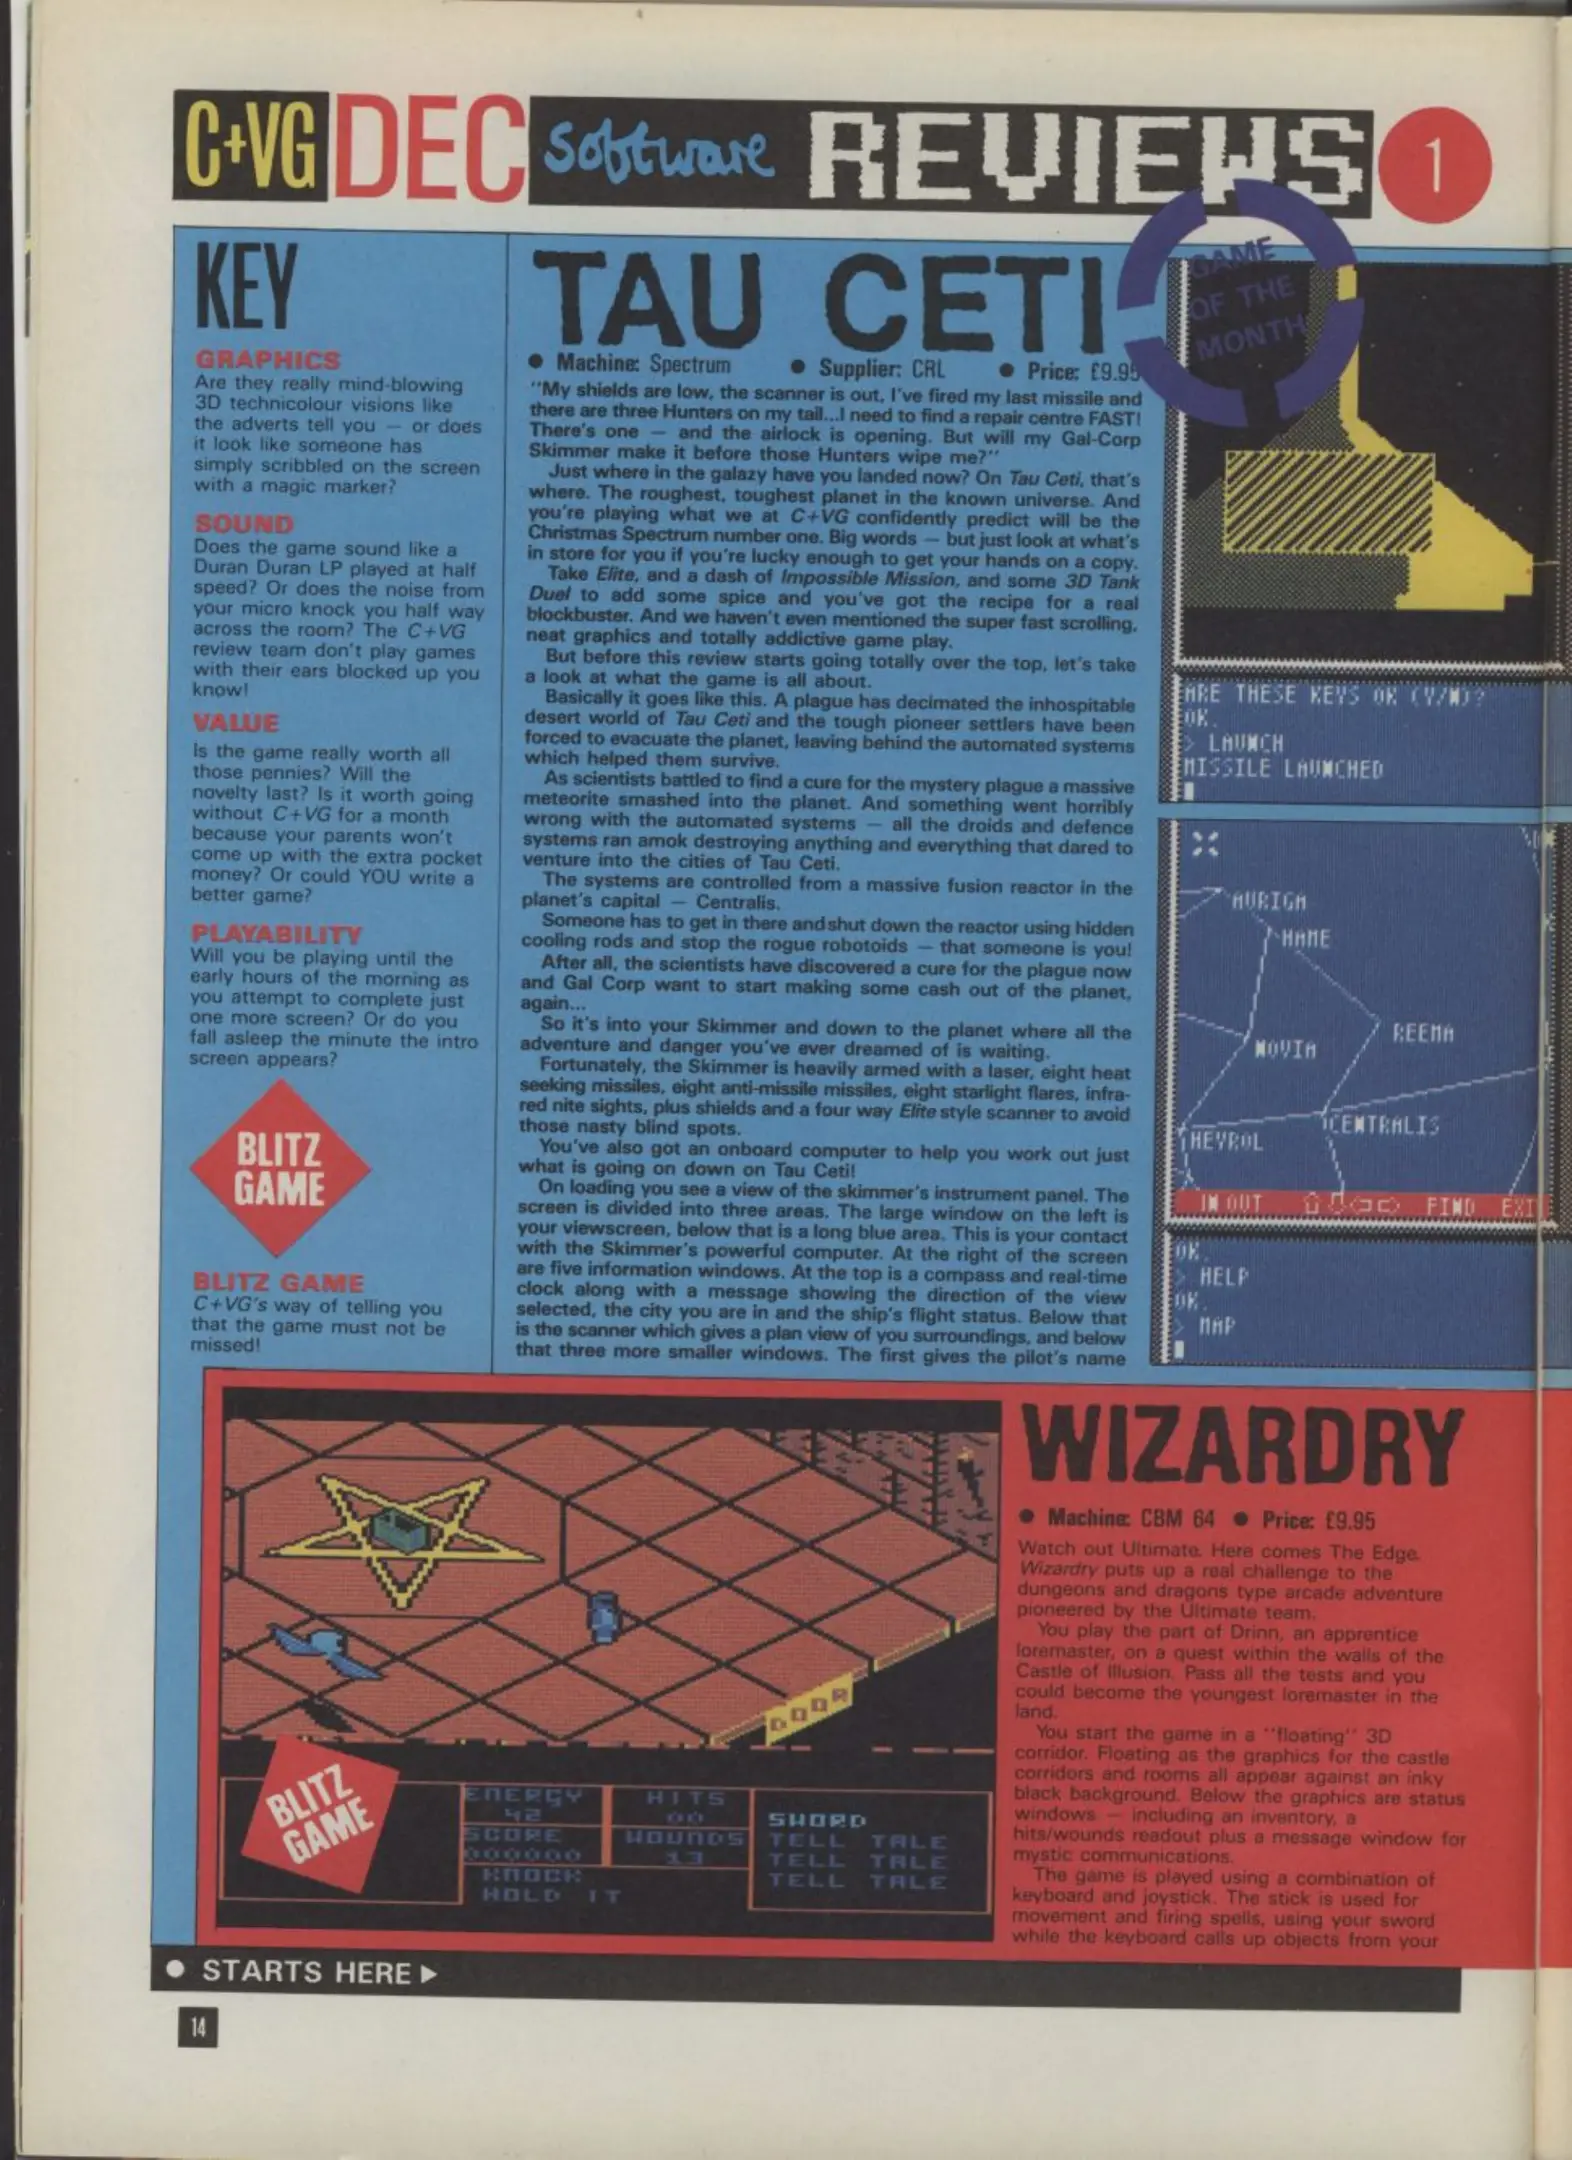 C+VG DEC software REVIEWS 1
KEY
GRAPHICS
Are they really mind-blowing
3D technicolour visions like
the adverts tell you — or does
it look like someone has
simply scribbled on the screen
with a magic marker?
SOUND
Does the game sound like a
Duran Duran LP played at half
speed? Or does the noise from
your micro knock you half way
across the room? The C+VG
review team don't play games
with their ears blocked up you
know!
VALUE
Is the game really worth all
those pennies? Will the
novelty last? Is it worth going
without C+VG for a month
because your parents won't
come up with the extra pocket
money? Or could YOU write a
better game?
PLAYABILITY
Will you be playing until the
early hours of the morning as
you attempt to complete just
one more screen? Or do you
fall asleep the minute the intro
screen appears?
BLITZ
GAME
BLITZ GAME
C+VG's way of telling you
that the game must not be
missed!
TAU CETI
GAME
OF THE
MONTH
● Machine: Spectrum ● Supplier: CRL ● Price: £9.95
"My shields are low, the scanner is out, I've fired my last missile and
there are three Hunters on my tail...I need to find a repair centre FAST!
There's one — and the airlock is opening. But will my Gal-Corp
Skimmer make it before those Hunters wipe me?"
Just where in the galazy have you landed now? On Tau Ceti, that's
where. The roughest, toughest planet in the known universe. And
you're playing what we at C+VG confidently predict will be the
Christmas Spectrum number one. Big words — but just look at what's
in store for you if you're lucky enough to get your hands on a copy.
Take Elite, and a dash of Impossible Mission, and some 3D Tank
Duel to add some spice and you've got the recipe for a real
blockbuster. And we haven't even mentioned the super fast scrolling,
neat graphics and totally addictive game play.
But before this review starts going totally over the top, let's take
a look at what the game is all about.
Basically it goes like this. A plague has decimated the inhospitable
desert world of Tau Ceti and the tough pioneer settlers have been
forced to evacuate the planet, leaving behind the automated systems
which helped them survive.
As scientists battled to find a cure for the mystery plague a massive
meteorite smashed into the planet. And something went horribly
wrong with the automated systems — all the droids and defence
systems ran amok destroying anything and everything that dared to
venture into the cities of Tau Ceti.
The systems are controlled from a massive fusion reactor in the
planet's capital — Centralis.
Someone has to get in there and shut down the reactor using hidden
cooling rods and stop the rogue robotoids — that someone is you!
After all, the scientists have discovered a cure for the plague now
and Gal Corp want to start making some cash out of the planet,
again...
So it's into your Skimmer and down to the planet where all the
adventure and danger you've ever dreamed of is waiting.
Fortunately, the Skimmer is heavily armed with a laser, eight heat
seeking missiles, eight anti-missile missiles, eight starlight flares, infra-
red nite sights, plus shields and a four way Elite style scanner to avoid
those nasty blind spots.
You've also got an onboard computer to help you work out just
what is going on down on Tau Ceti!
On loading you see a view of the skimmer's instrument panel. The
screen is divided into three areas. The large window on the left is
your viewscreen, below that is a long blue area. This is your contact
with the Skimmer's powerful computer. At the right of the screen
are five information windows. At the top is a compass and real-time
clock along with a message showing the direction of the view
selected, the city you are in and the ship's flight status. Below that
is the scanner which gives a plan view of you surroundings, and below
that three more smaller windows. The first gives the pilot's name
ARE THESE KEYS OK (Y/N)?
OK.
> LAUNCH
MISSILE LAUNCHED
AURIGA
HAME
REEMA
NOVIA
CENTRALIS
HEYROL
IN OUT FIND EXIT
OK.
> HELP
OK.
> MAP
DOOR
BLITZ
GAME
ENERGY
42
SCORE
000000
KNOCK
HOLD IT
HITS
00
WOUNDS
13
SWORD
TELL TALE
TELL TALE
TELL TALE
WIZARDRY
● Machine: CBM 64 ● Price: £9.95
Watch out Ultimate. Here comes The Edge.
Wizardry puts up a real challenge to the
dungeons and dragons type arcade adventure
pioneered by the Ultimate team.
You play the part of Drinn, an apprentice
loremaster, on a quest within the walls of the
Castle of Illusion. Pass all the tests and you
could become the youngest loremaster in the
land.
You start the game in a "floating" 3D
corridor. Floating as the graphics for the castle
corridors and rooms all appear against an inky
black background. Below the graphics are status
windows — including an inventory, a
hits/wounds readout plus a message window for
mystic communications.
The game is played using a combination of
keyboard and joystick. The stick is used for
movement and firing spells, using your sword
while the keyboard calls up objects from your
● STARTS HERE ▶
14